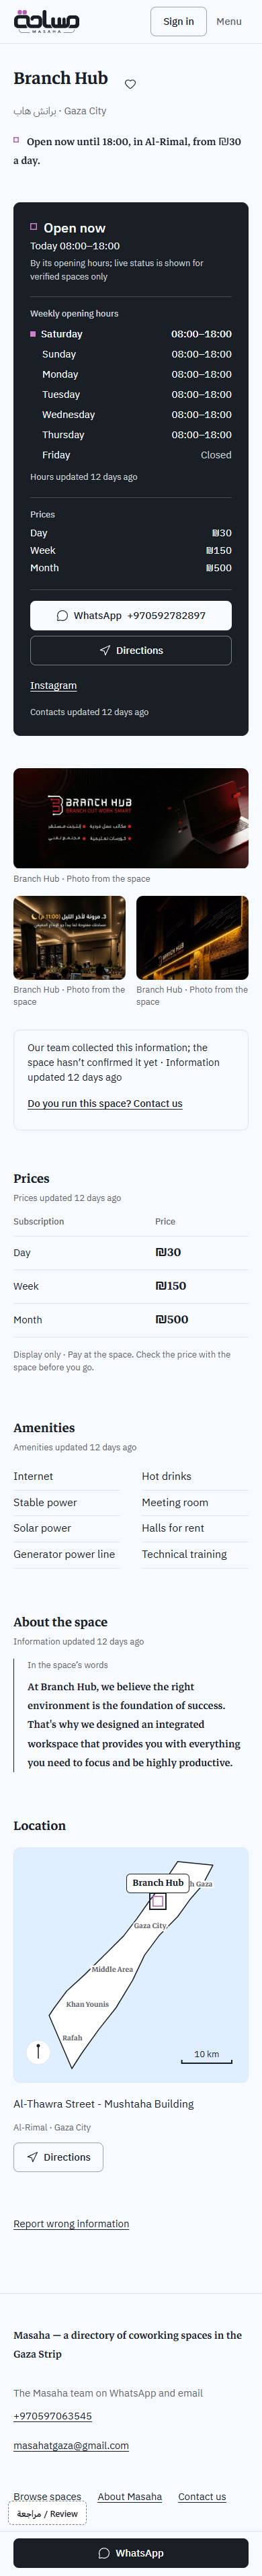 مساحة
MASAHA
Sign in
Menu
Branch Hub
برانش هاب · Gaza City
Open now until 18:00, in Al-Rimal, from ₪30
a day.
Open now
Today 08:00–18:00
By its opening hours; live status is shown for
verified spaces only
Weekly opening hours
Saturday 08:00–18:00
Sunday 08:00–18:00
Monday 08:00–18:00
Tuesday 08:00–18:00
Wednesday 08:00–18:00
Thursday 08:00–18:00
Friday Closed
Hours updated 12 days ago
Prices
Day ₪30
Week ₪150
Month ₪500
WhatsApp +970592782897
Directions
Instagram
Contacts updated 12 days ago
BRANCH HUB
BRANCH OUT WORK SMART
Branch Hub · Photo from the space
Branch Hub · Photo from the
space
Branch Hub · Photo from the
space
Our team collected this information; the
space hasn't confirmed it yet · Information
updated 12 days ago
Do you run this space? Contact us
Prices
Prices updated 12 days ago
Subscription Price
Day ₪30
Week ₪150
Month ₪500
Display only · Pay at the space. Check the price with the
space before you go.
Amenities
Amenities updated 12 days ago
Internet Hot drinks
Stable power Meeting room
Solar power Halls for rent
Generator power line Technical training
About the space
Information updated 12 days ago
In the space's words
At Branch Hub, we believe the right
environment is the foundation of success.
That's why we designed an integrated
workspace that provides you with everything
you need to focus and be highly productive.
Location
Branch Hub
h Gaza
Gaza City
Middle Area
Khan Younis
Rafah
10 km
Al-Thawra Street - Mushtaha Building
Al-Rimal · Gaza City
Directions
Report wrong information
Masaha — a directory of coworking spaces in the
Gaza Strip
The Masaha team on WhatsApp and email
+970597063545
masahatgaza@gmail.com
Browse spaces About Masaha Contact us
مراجعة / Review
WhatsApp